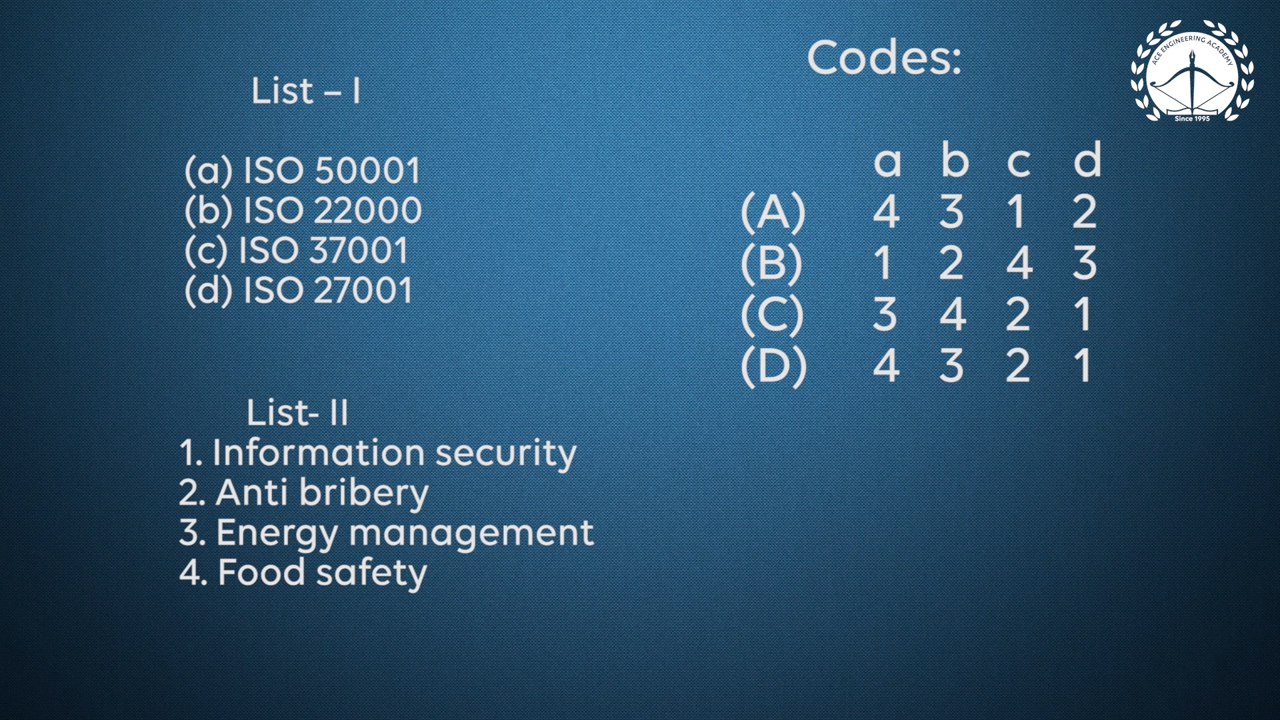 List – I
(a) ISO 50001
(b) ISO 22000
(c) ISO 37001
(d) ISO 27001
List- II
1. Information security
2. Anti bribery
3. Energy management
4. Food safety
Codes:
a b c d
(A) 4 3 1 2
(B) 1 2 4 3
(C) 3 4 2 1
(D) 4 3 2 1
ACE ENGINEERING ACADEMY
Since 1995